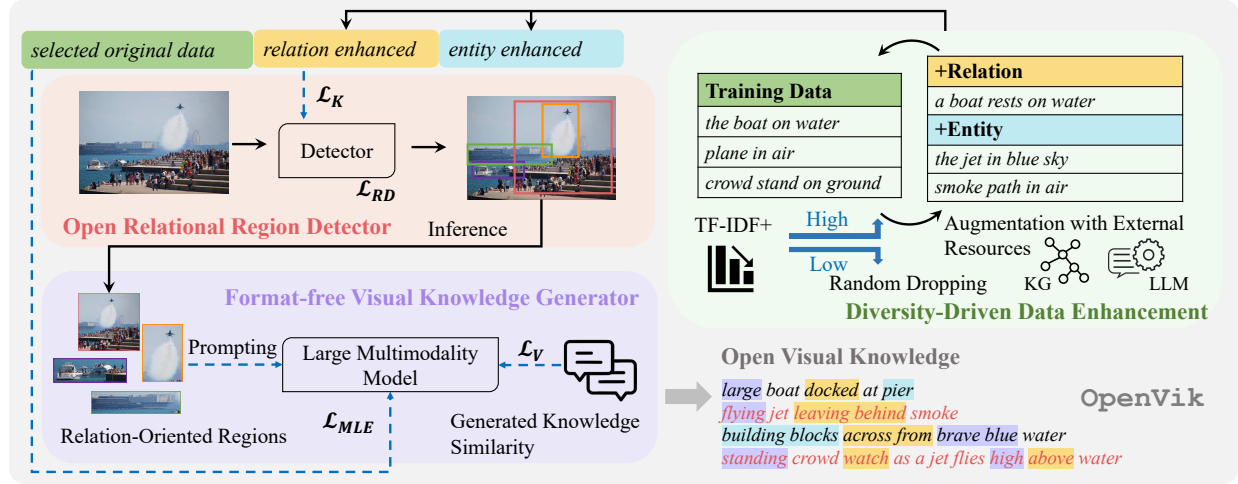 selected original data
relation enhanced
entity enhanced
ℒ_K
Detector
ℒ_RD
Open Relational Region Detector
Inference
Format-free Visual Knowledge Generator
Prompting
Large Multimodality
Model
ℒ_V
ℒ_MLE
Relation-Oriented Regions
Generated Knowledge
Similarity
Training Data
the boat on water
plane in air
crowd stand on ground
+Relation
a boat rests on water
+Entity
the jet in blue sky
smoke path in air
TF-IDF+
High
Low
Augmentation with External
Resources
Random Dropping
KG
LLM
Diversity-Driven Data Enhancement
Open Visual Knowledge
large boat docked at pier
flying jet leaving behind smoke
building blocks across from brave blue water
standing crowd watch as a jet flies high above water
OpenVik